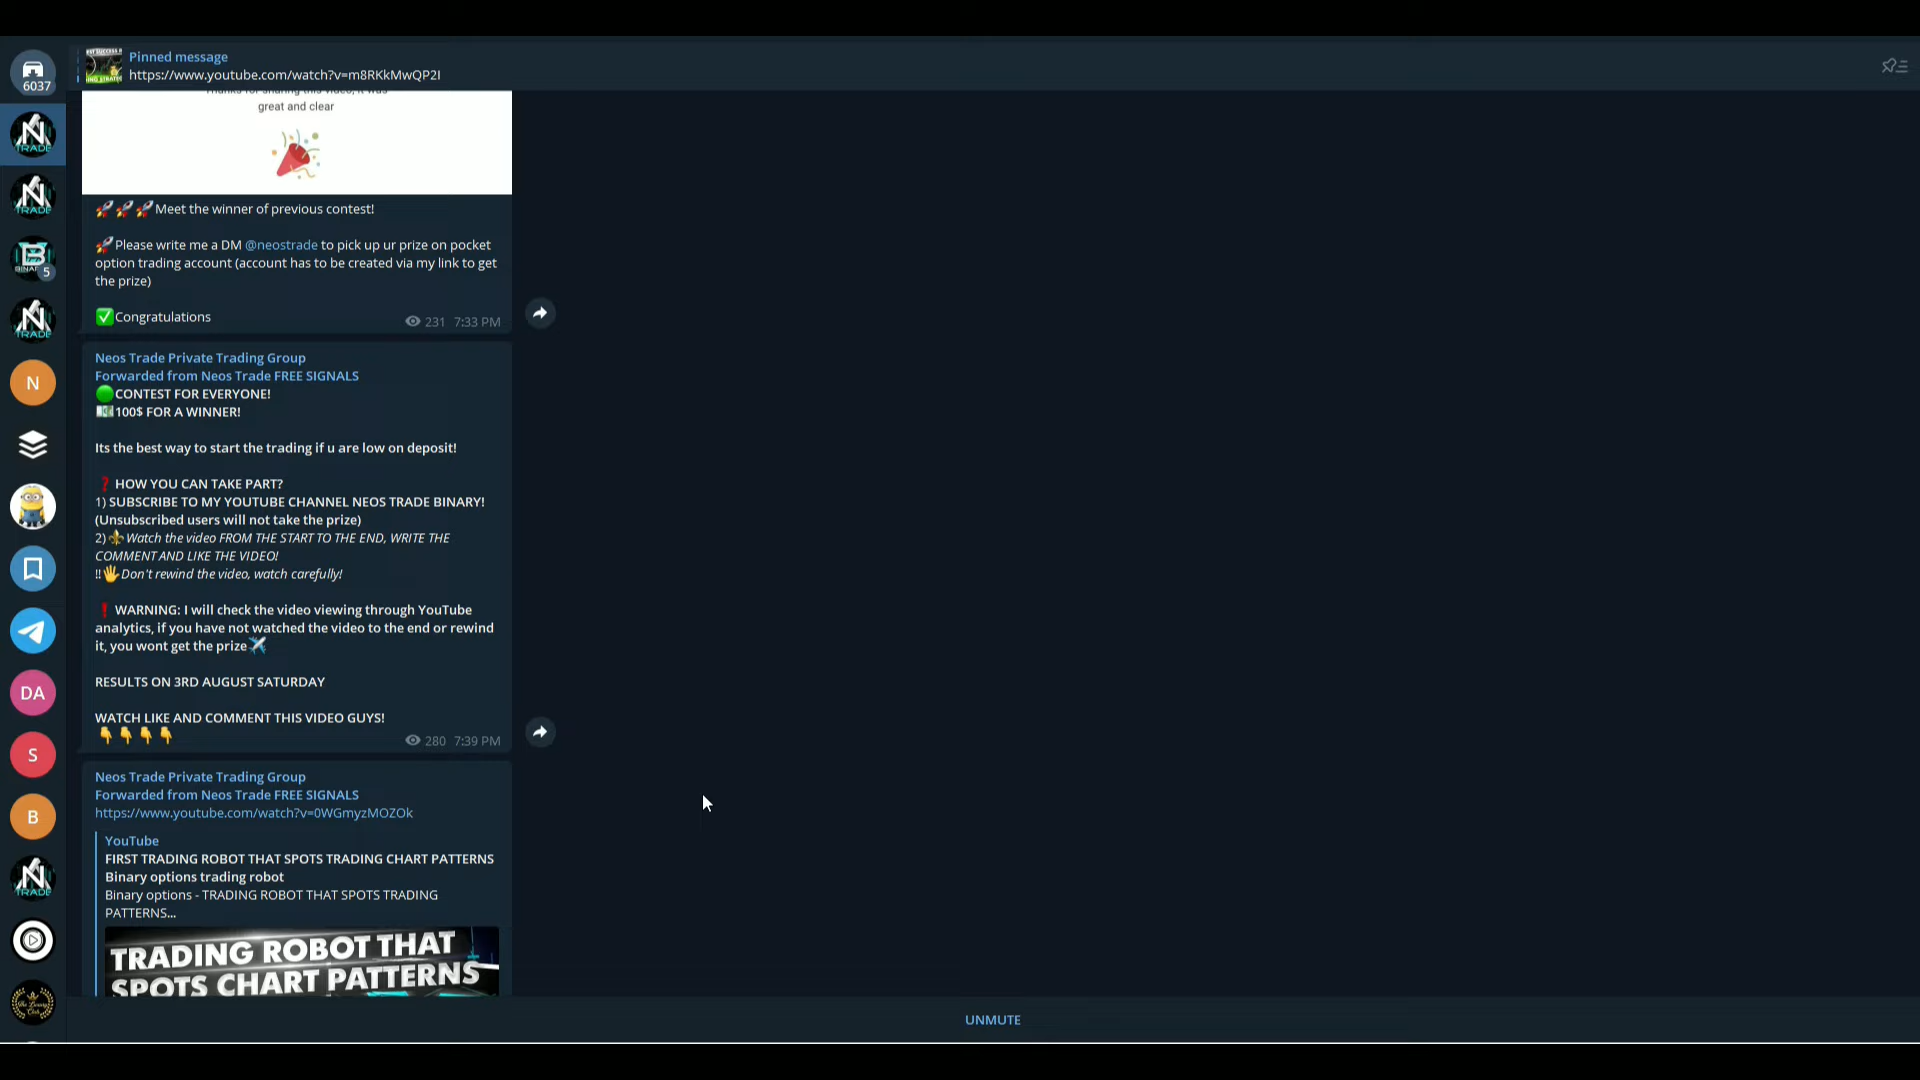 Pinned message
https://www.youtube.com/watch?v=m8RKkMwQP2I
6037
Thanks for sharing this video, it was
great and clear
🚀🚀🚀Meet the winner of previous contest!
🚀Please write me a DM @neostrade to pick up ur prize on pocket
option trading account (account has to be created via my link to get
the prize)
✅Congratulations
231 7:33 PM
Neos Trade Private Trading Group
Forwarded from Neos Trade FREE SIGNALS
🟢CONTEST FOR EVERYONE!
💵100$ FOR A WINNER!
Its the best way to start the trading if u are low on deposit!
❓HOW YOU CAN TAKE PART?
1) SUBSCRIBE TO MY YOUTUBE CHANNEL NEOS TRADE BINARY!
(Unsubscribed users will not take the prize)
2)⚜️Watch the video FROM THE START TO THE END, WRITE THE
COMMENT AND LIKE THE VIDEO!
‼🖐Don't rewind the video, watch carefully!
❗WARNING: I will check the video viewing through YouTube
analytics, if you have not watched the video to the end or rewind
it, you wont get the prize✈️
RESULTS ON 3RD AUGUST SATURDAY
WATCH LIKE AND COMMENT THIS VIDEO GUYS!
👇👇👇👇
280 7:39 PM
Neos Trade Private Trading Group
Forwarded from Neos Trade FREE SIGNALS
https://www.youtube.com/watch?v=0WGmyzMOZOk
YouTube
FIRST TRADING ROBOT THAT SPOTS TRADING CHART PATTERNS
Binary options trading robot
Binary options - TRADING ROBOT THAT SPOTS TRADING
PATTERNS...
TRADING ROBOT THAT
SPOTS CHART PATTERNS
UNMUTE
N
TRADE
N
TRADE
B
5
N
TRADE
N
DA
S
B
N
TRADE